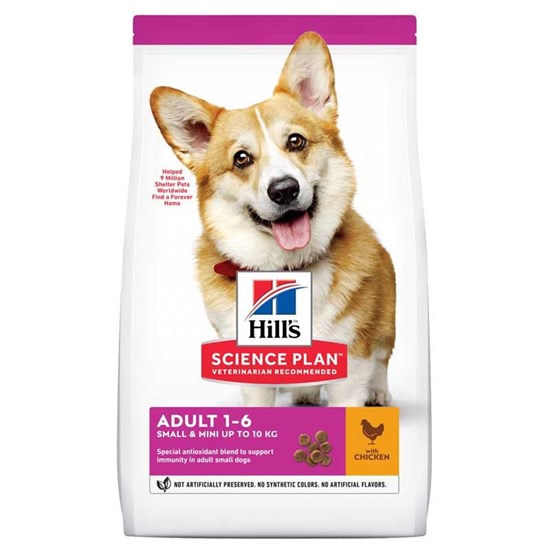 Helped
9 Million
Shelter Pets
Worldwide
Find a Forever
Home
Hill's™
SCIENCE PLAN™
VETERINARIAN RECOMMENDED
ADULT 1-6
SMALL & MINI UP TO 10 KG
Special antioxidant blend to support
immunity in adult small dogs
with
CHICKEN
NOT ARTIFICIALLY PRESERVED. NO SYNTHETIC COLORS. NO ARTIFICIAL FLAVORS.